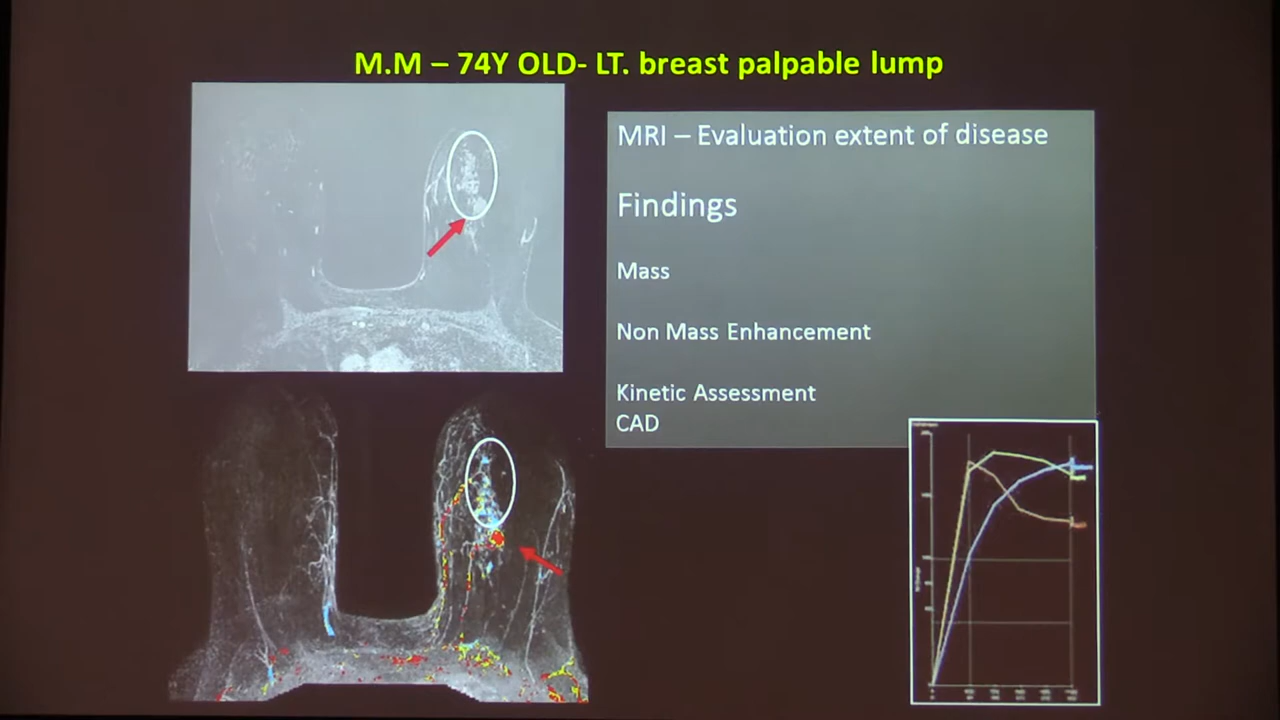 M.M – 74Y OLD- LT. breast palpable lump
MRI – Evaluation extent of disease
Findings
Mass
Non Mass Enhancement
Kinetic Assessment
CAD